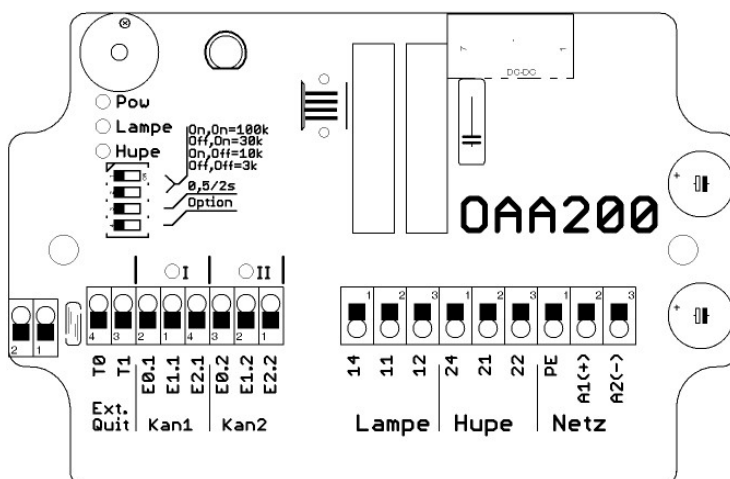 7 1
DC-DC
Pow
Lampe
Hupe
On,On=100k
Off,On=30k
On,Off=10k
Off,Off=3k
0,5/2s
Option
OAA200
I II
2 1 4 3 2 1 4 3 2 1
1 2 3 1 2 3 1 2 3
T0 T1 E0.1 E1.1 E2.1 E0.2 E1.2 E2.2
14 11 12 24 21 22 PE A1(+) A2(-)
Ext.
Quit Kan1 Kan2
Lampe Hupe Netz